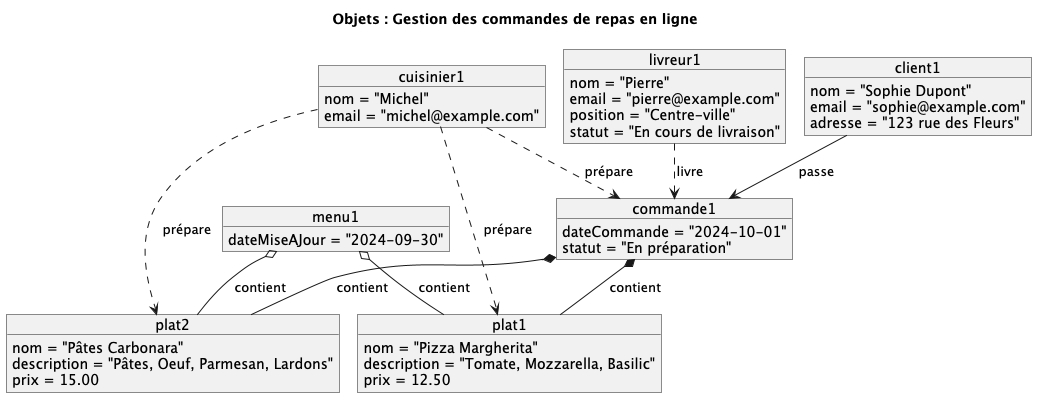 Objets : Gestion des commandes de repas en ligne
cuisinier1
nom = "Michel"
email = "michel@example.com"
livreur1
nom = "Pierre"
email = "pierre@example.com"
position = "Centre-ville"
statut = "En cours de livraison"
client1
nom = "Sophie Dupont"
email = "sophie@example.com"
adresse = "123 rue des Fleurs"
prépare
livre
passe
menu1
dateMiseAJour = "2024-09-30"
commande1
dateCommande = "2024-10-01"
statut = "En préparation"
prépare
prépare
contient
contient
contient
contient
plat2
nom = "Pâtes Carbonara"
description = "Pâtes, Oeuf, Parmesan, Lardons"
prix = 15.00
plat1
nom = "Pizza Margherita"
description = "Tomate, Mozzarella, Basilic"
prix = 12.50